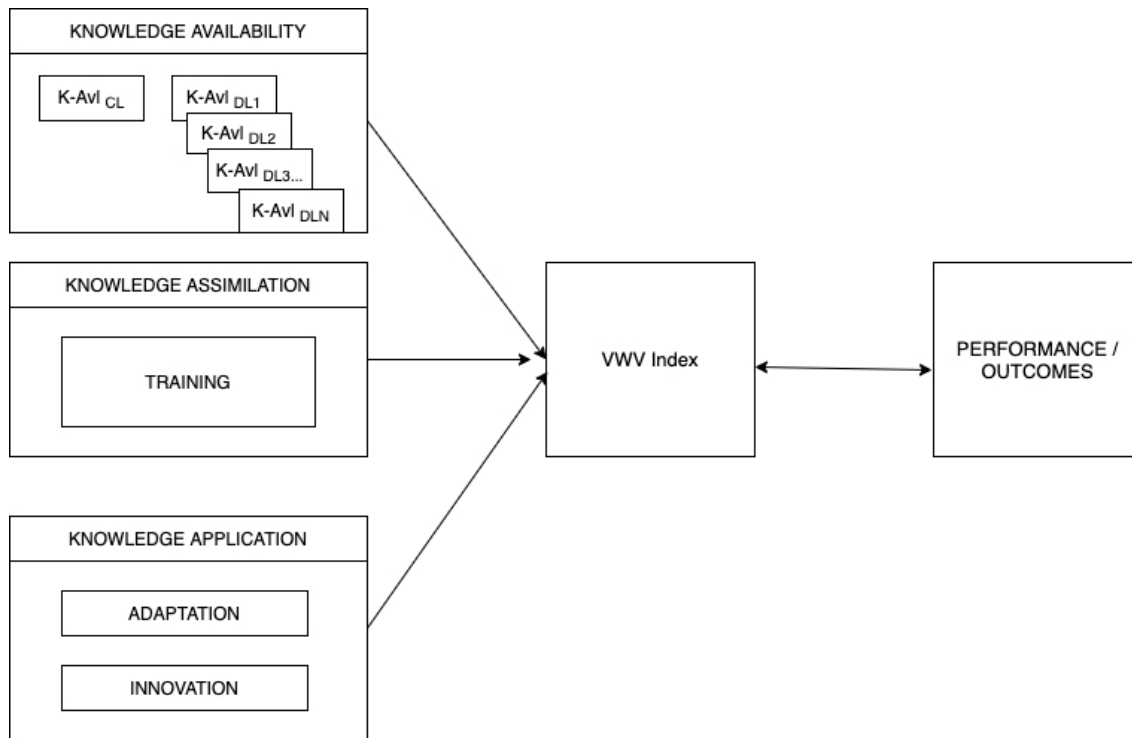 KNOWLEDGE AVAILABILITY
K-Avl CL
K-Avl DL1
K-Avl DL2
K-Avl DL3...
K-Avl DLN
KNOWLEDGE ASSIMILATION
TRAINING
KNOWLEDGE APPLICATION
ADAPTATION
INNOVATION
VWV Index
PERFORMANCE /
OUTCOMES